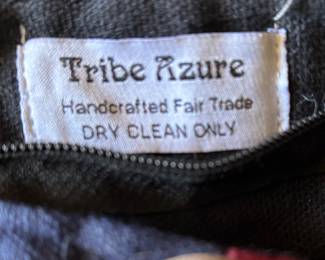 Tribe Azure
Handcrafted Fair Trade
DRY CLEAN ONLY